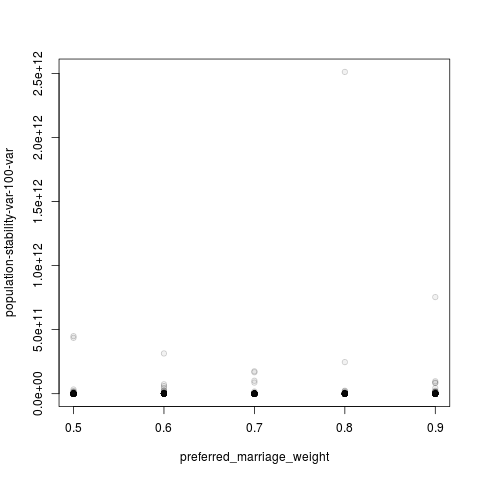 2.5e+12
2.0e+12
1.5e+12
1.0e+12
5.0e+11
0.0e+00
population-stability-var-100-var
0.5 0.6 0.7 0.8 0.9
preferred_marriage_weight